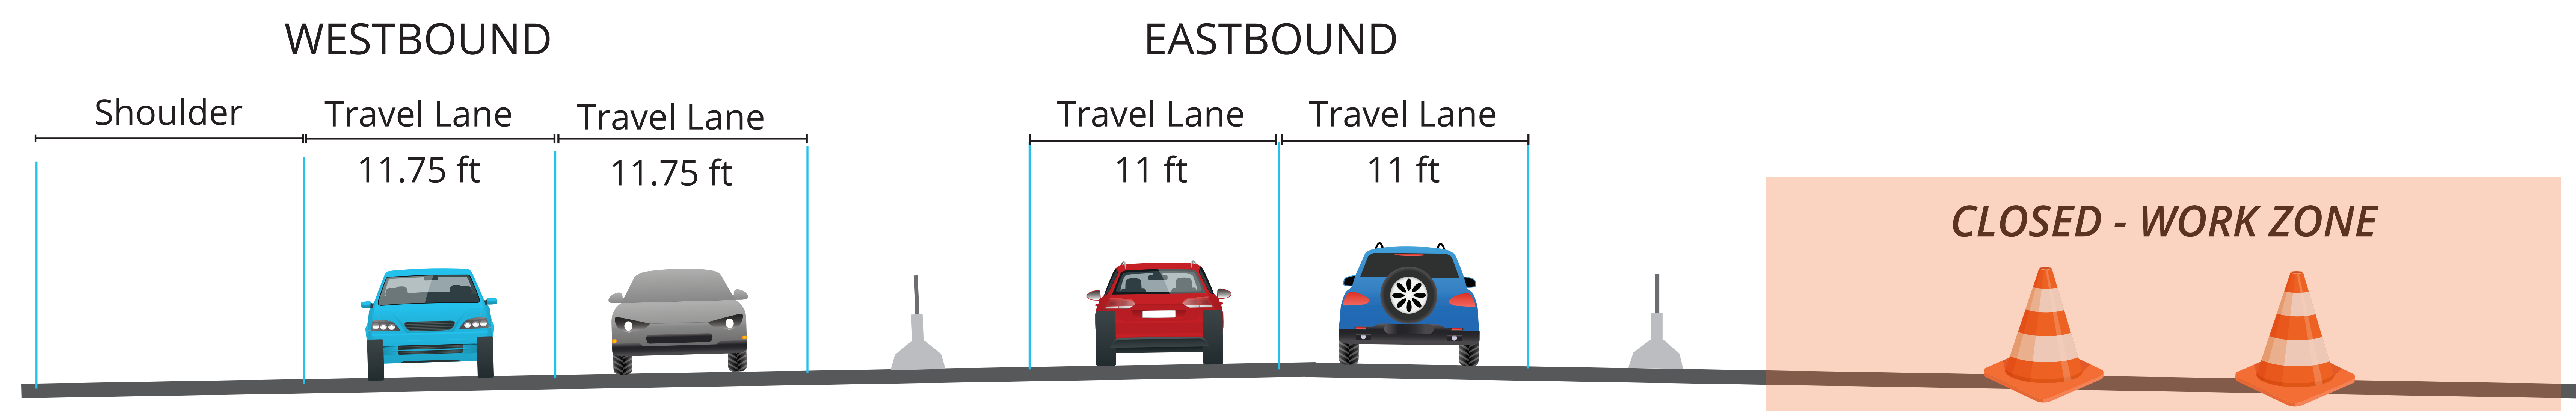 WESTBOUND
EASTBOUND
Shoulder
Travel Lane
Travel Lane
Travel Lane
Travel Lane
11.75 ft
11.75 ft
11 ft
11 ft
CLOSED - WORK ZONE